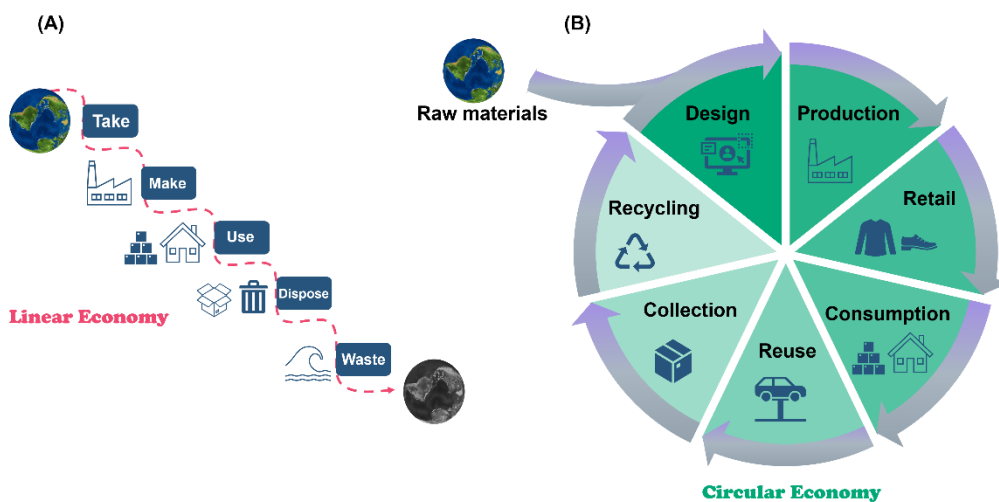 (A)
Take
Make
Use
Dispose
Waste
Linear Economy
(B)
Raw materials
Design
Production
Retail
Consumption
Reuse
Collection
Recycling
Circular Economy